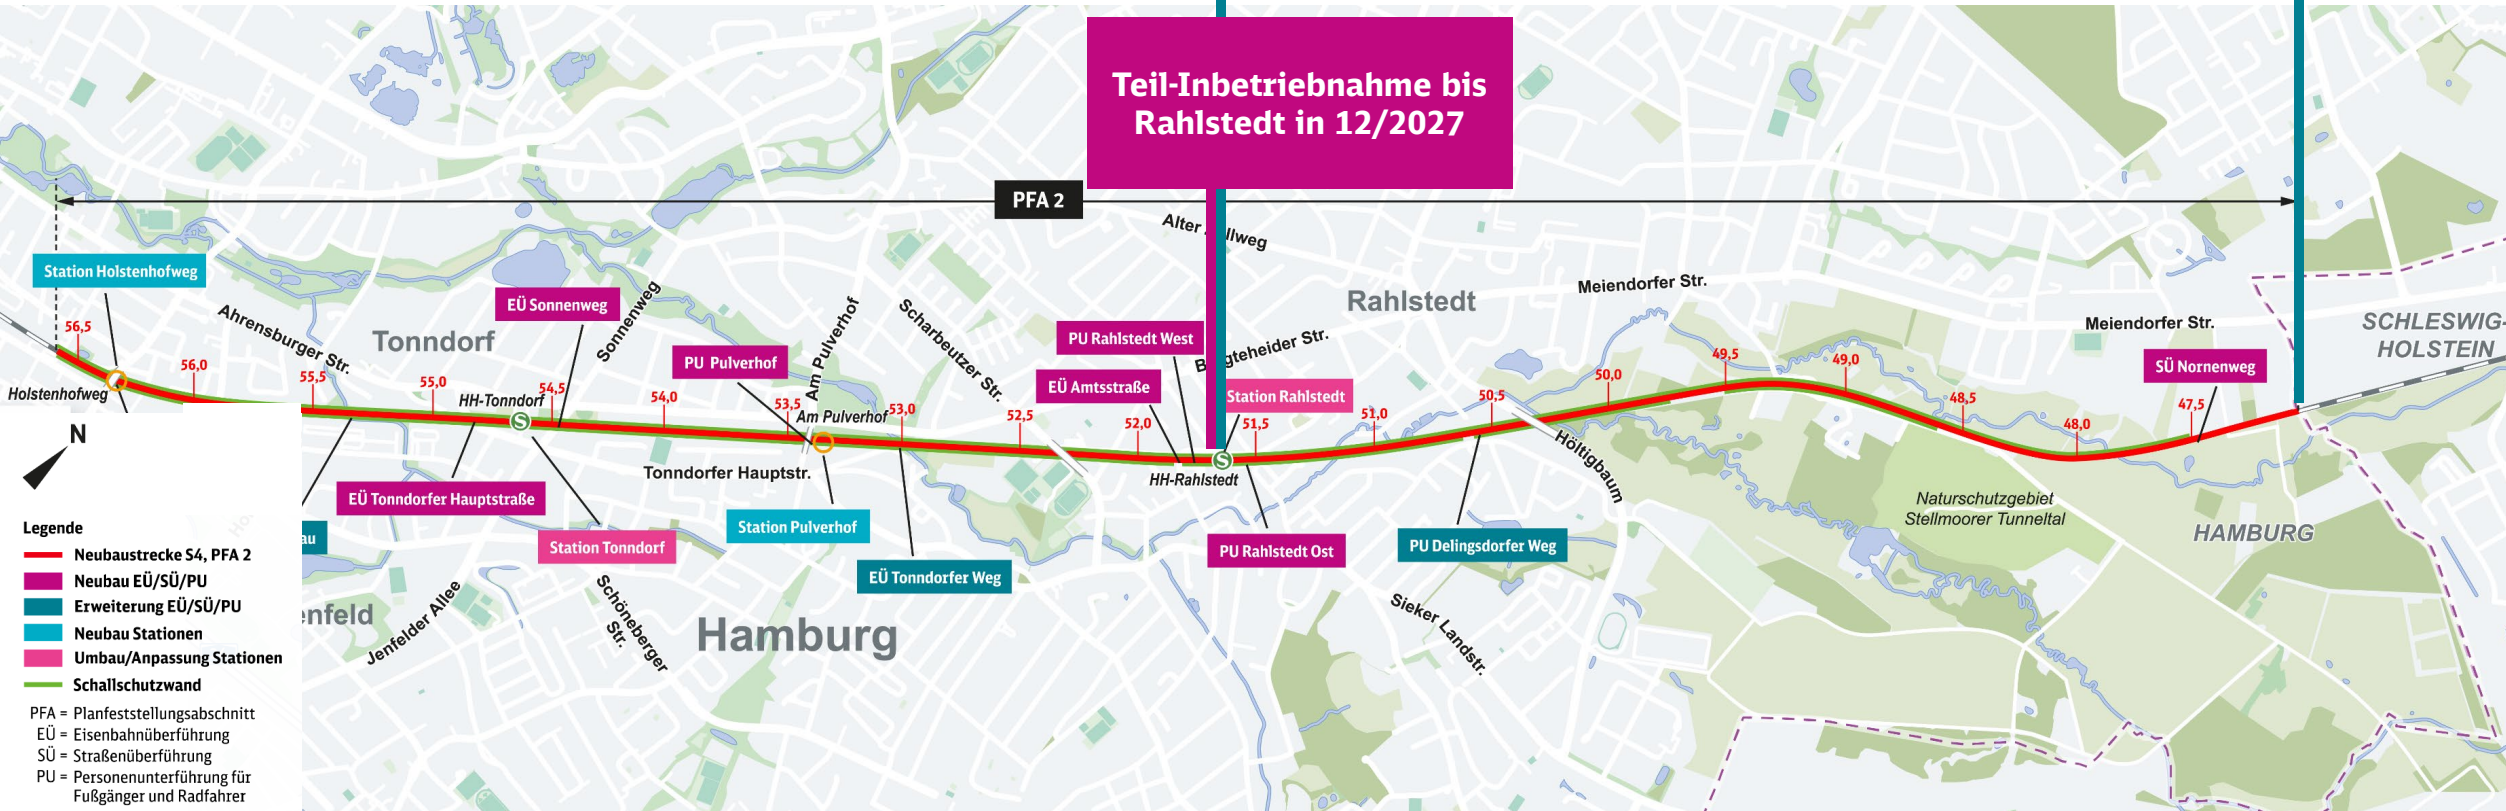 Teil-Inbetriebnahme bis
Rahlstedt in 12/2027
PFA 2
Alter
llweg
Station Holstenhofweg
EÜ Sonnenweg
Sonnenweg
Ahrensburger Str.
Tonndorf
Am Pulverhof
Scharbeutzer Str.
Rahlstedt
Meiendorfer Str.
Meiendorfer Str.
SCHLESWIG-
HOLSTEIN
PU Pulverhof
PU Rahlstedt West
EÜ Amtsstraße
B
gteheider Str.
Station Rahlstedt
SÜ Nornenweg
56,5
56,0
55,5
55,0
54,5
54,0
53,5
53,0
52,5
52,0
51,5
51,0
50,5
50,0
49,5
49,0
48,5
48,0
47,5
Holstenhofweg
HH-Tonndorf
S
Am Pulverhof
HH-Rahlstedt
S
Höltigbaum
Tonndorfer Hauptstr.
EÜ Tonndorfer Hauptstraße
Station Tonndorf
Station Pulverhof
EÜ Tonndorfer Weg
PU Rahlstedt Ost
PU Delingsdorfer Weg
Naturschutzgebiet
Stellmoorer Tunneltal
HAMBURG
au
enfeld
Jenfelder Allee
Schöneberger
Str.
Hamburg
Sieker Landstr.
N
Legende
Neubaustrecke S4, PFA 2
Neubau EÜ/SÜ/PU
Erweiterung EÜ/SÜ/PU
Neubau Stationen
Umbau/Anpassung Stationen
Schallschutzwand
PFA = Planfeststellungsabschnitt
EÜ = Eisenbahnüberführung
SÜ = Straßenüberführung
PU = Personenunterführung für
Fußgänger und Radfahrer